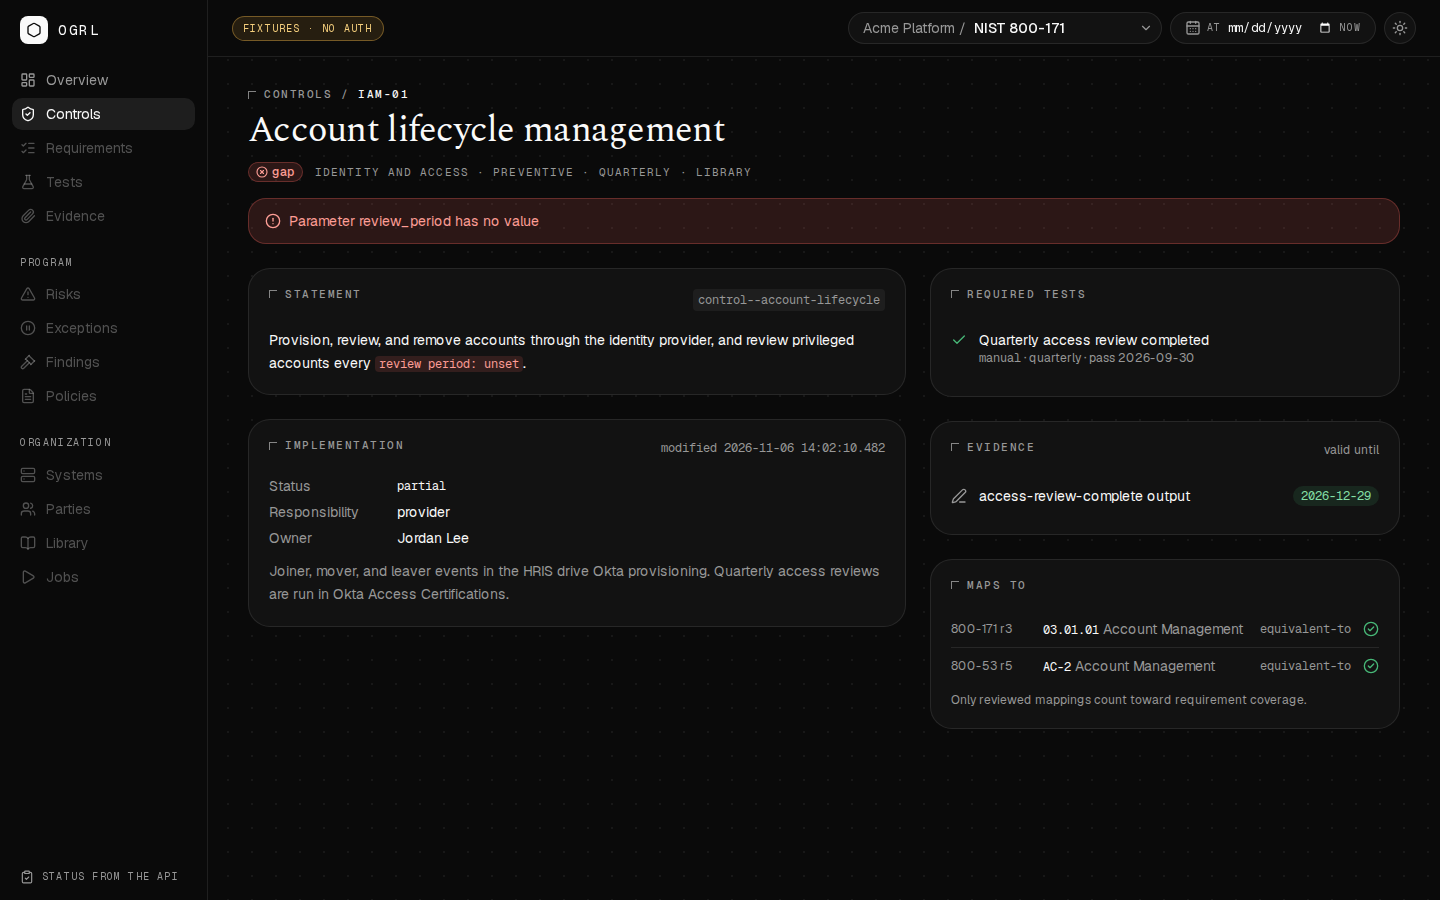 OGRL
FIXTURES · NO AUTH
Acme Platform / NIST 800-171
AT mm/dd/yyyy NOW
Overview
Controls
Requirements
Tests
Evidence
PROGRAM
Risks
Exceptions
Findings
Policies
ORGANIZATION
Systems
Parties
Library
Jobs
STATUS FROM THE API
CONTROLS / IAM-01
Account lifecycle management
gap IDENTITY AND ACCESS · PREVENTIVE · QUARTERLY · LIBRARY
Parameter review_period has no value
STATEMENT
control--account-lifecycle
Provision, review, and remove accounts through the identity provider, and review privileged
accounts every review period: unset.
IMPLEMENTATION
modified 2026-11-06 14:02:10.482
Status partial
Responsibility provider
Owner Jordan Lee
Joiner, mover, and leaver events in the HRIS drive Okta provisioning. Quarterly access reviews
are run in Okta Access Certifications.
REQUIRED TESTS
Quarterly access review completed
manual · quarterly · pass 2026-09-30
EVIDENCE
valid until
access-review-complete output 2026-12-29
MAPS TO
800-171 r3 03.01.01 Account Management equivalent-to
800-53 r5 AC-2 Account Management equivalent-to
Only reviewed mappings count toward requirement coverage.